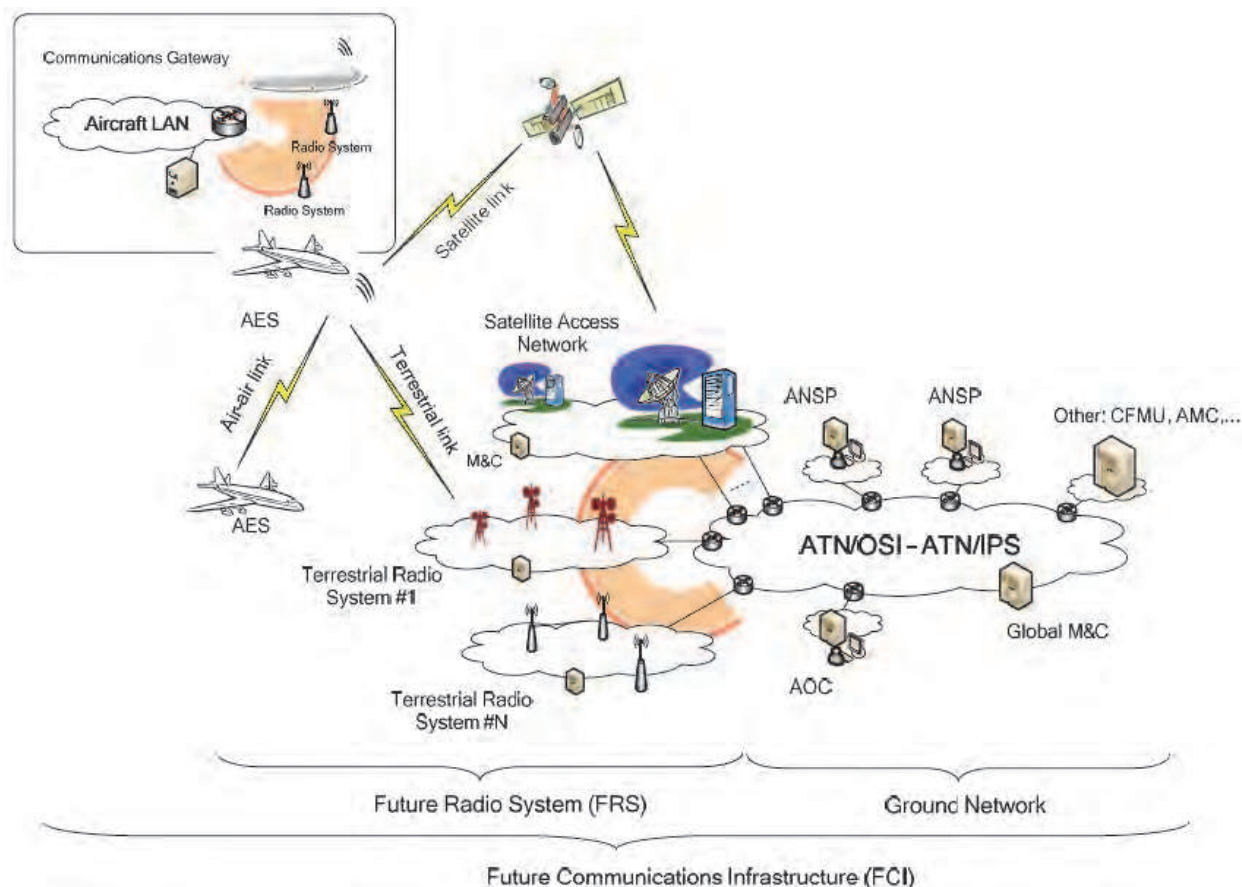 Communications Gateway
Aircraft LAN
Radio System
Radio System
Satellite link
AES
Air-air link
Terrestrial link
Satellite Access
Network
ANSP
ANSP
Other: CFMU, AMC,...
M&C
ATN/OSI - ATN/IPS
AES
Terrestrial Radio
System #1
Global M&C
AOC
Terrestrial Radio
System #N
Future Radio System (FRS)
Ground Network
Future Communications Infrastructure (FCI)